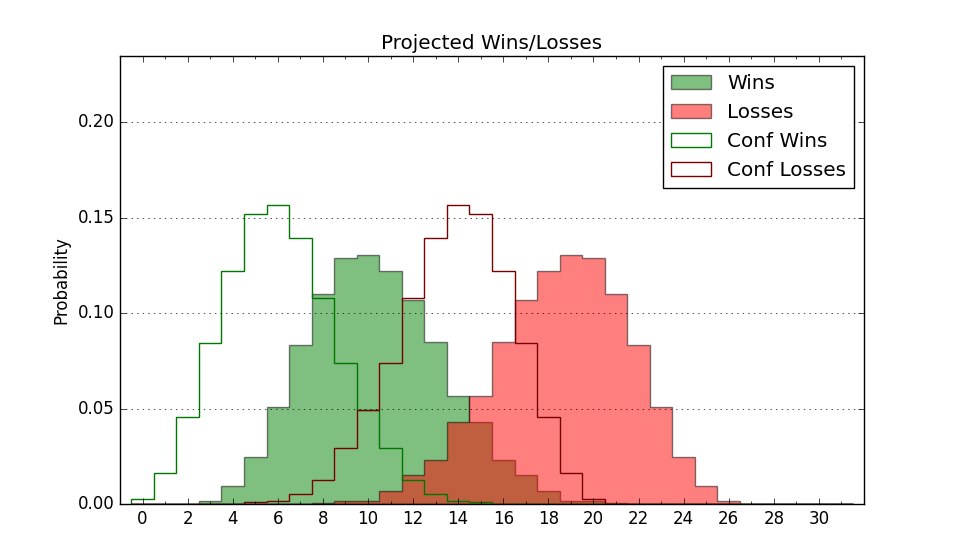 Projected Wins/Losses
Wins
Losses
Conf Wins
Conf Losses
Probability
0.20
0.15
0.10
0.05
0.00
0 2 4 6 8 10 12 14 16 18 20 22 24 26 28 30